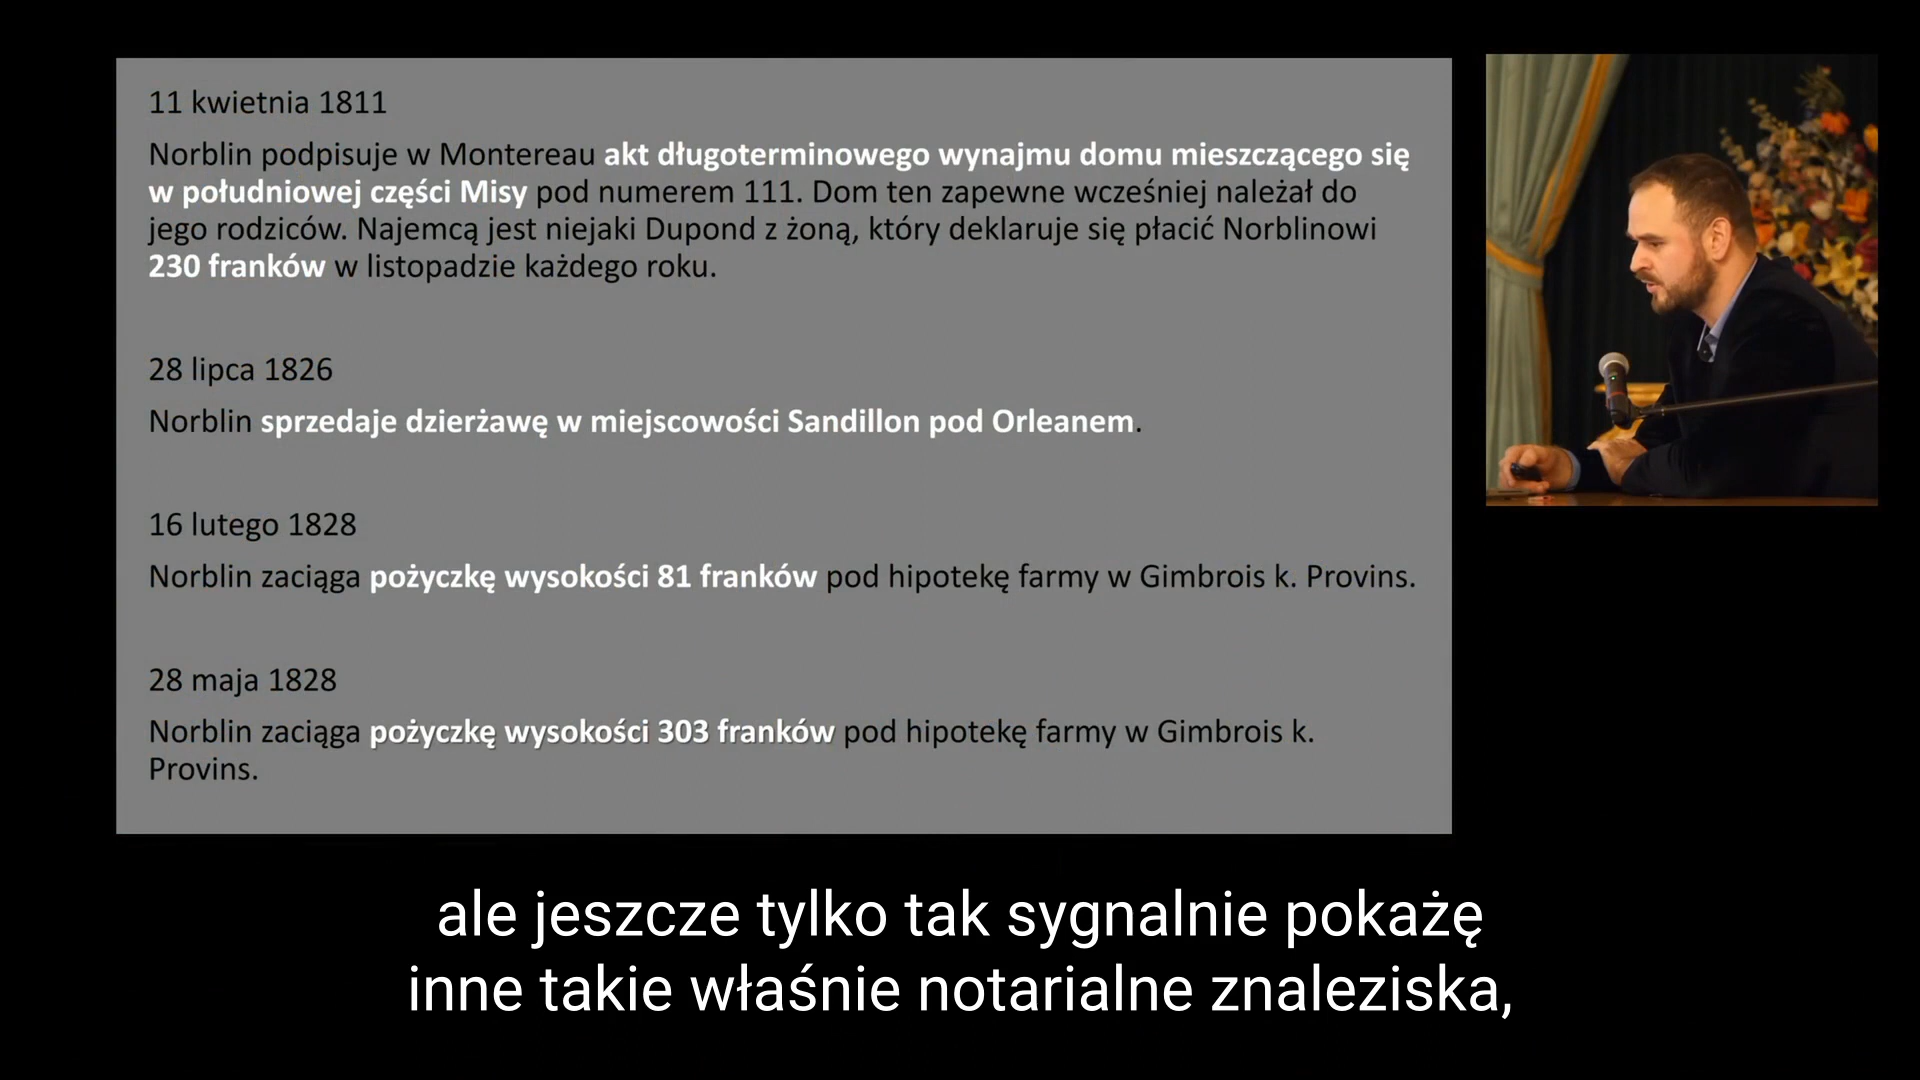 11 kwietnia 1811
Norblin podpisuje w Montereau akt długoterminowego wynajmu domu mieszczącego się
w południowej części Misy pod numerem 111. Dom ten zapewne wcześniej należał do
jego rodziców. Najemcą jest niejaki Dupond z żoną, który deklaruje się płacić Norblinowi
230 franków w listopadzie każdego roku.
28 lipca 1826
Norblin sprzedaje dzierżawę w miejscowości Sandillon pod Orleanem.
16 lutego 1828
Norblin zaciąga pożyczkę wysokości 81 franków pod hipotekę farmy w Gimbrois k. Provins.
28 maja 1828
Norblin zaciąga pożyczkę wysokości 303 franków pod hipotekę farmy w Gimbrois k.
Provins.
ale jeszcze tylko tak sygnalnie pokażę
inne takie właśnie notarialne znaleziska,